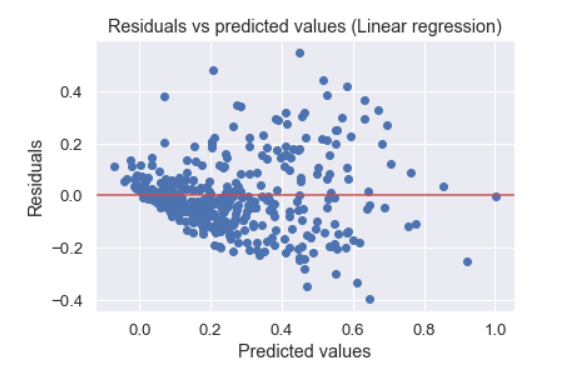 Residuals vs predicted values (Linear regression)
Residuals
0.4
0.2
0.0
−0.2
−0.4
0.0 0.2 0.4 0.6 0.8 1.0
Predicted values